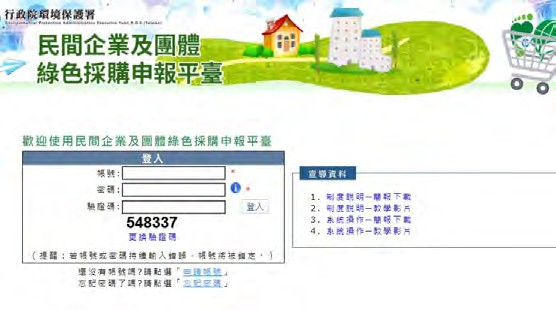 行政院環境保護署
Environmental Protection Administration Executive Yuan, R.O.C.(Taiwan)
民間企業及團體
綠色採購申報平臺
歡迎使用民間企業及團體綠色採購申報平臺
登入
帳號: *
密碼: *
驗證碼: 登入
548337
更換驗證碼
(提醒:若帳號或密碼持續輸入錯誤,帳號將被鎖定。)
還沒有帳號嗎?請點選「申請帳號」
忘記密碼了嗎?請點選「忘記密碼」
宣導資料
1. 制度說明—簡報下載
2. 制度說明—教學影片
3. 系統操作—簡報下載
4. 系統操作—教學影片